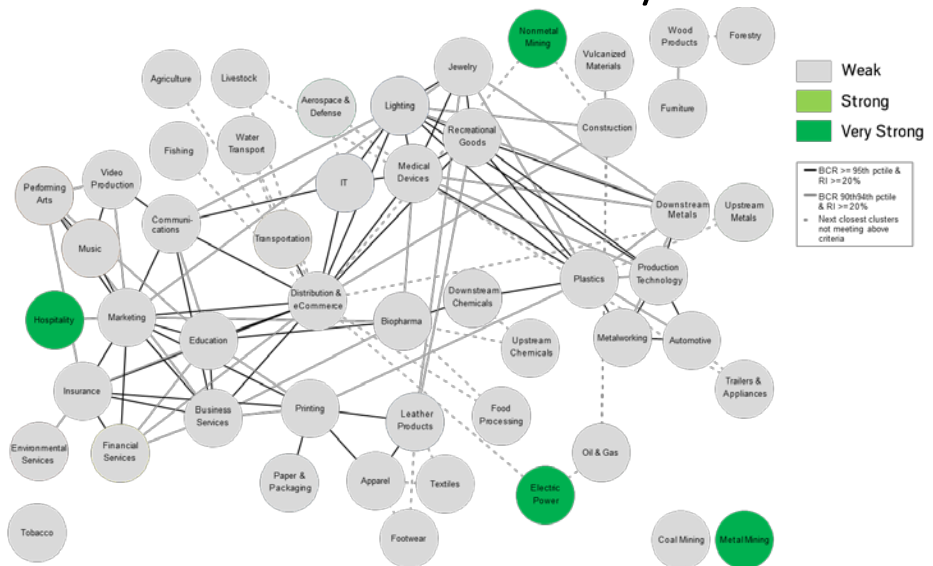 Nonmetal
Mining
Wood
Products
Forestry
Vulcanized
Materials
Jewelry
Agriculture
Livestock
Aerospace &
Defense
Lighting
Furniture
Recreational
Goods
Construction
Fishing
Water
Transport
IT
Medical
Devices
Performing
Arts
Video
Production
Communi-
cations
Downstream
Metals
Upstream
Metals
Music
Transportation
Plastics
Production
Technology
Distribution &
eCommerce
Downstream
Chemicals
Hospitality
Marketing
Education
Biopharma
Upstream
Chemicals
Metalworking
Automotive
Insurance
Business
Services
Printing
Leather
Products
Food
Processing
Trailers &
Appliances
Environmental
Services
Financial
Services
Oil & Gas
Paper &
Packaging
Apparel
Textiles
Electric
Power
Tobacco
Footwear
Coal Mining
Metal Mining
Weak
Strong
Very Strong
BCR >= 95th pctile &
RI >= 20%
BCR 90th94th pctile
& RI >= 20%
Next closest clusters
not meeting above
criteria